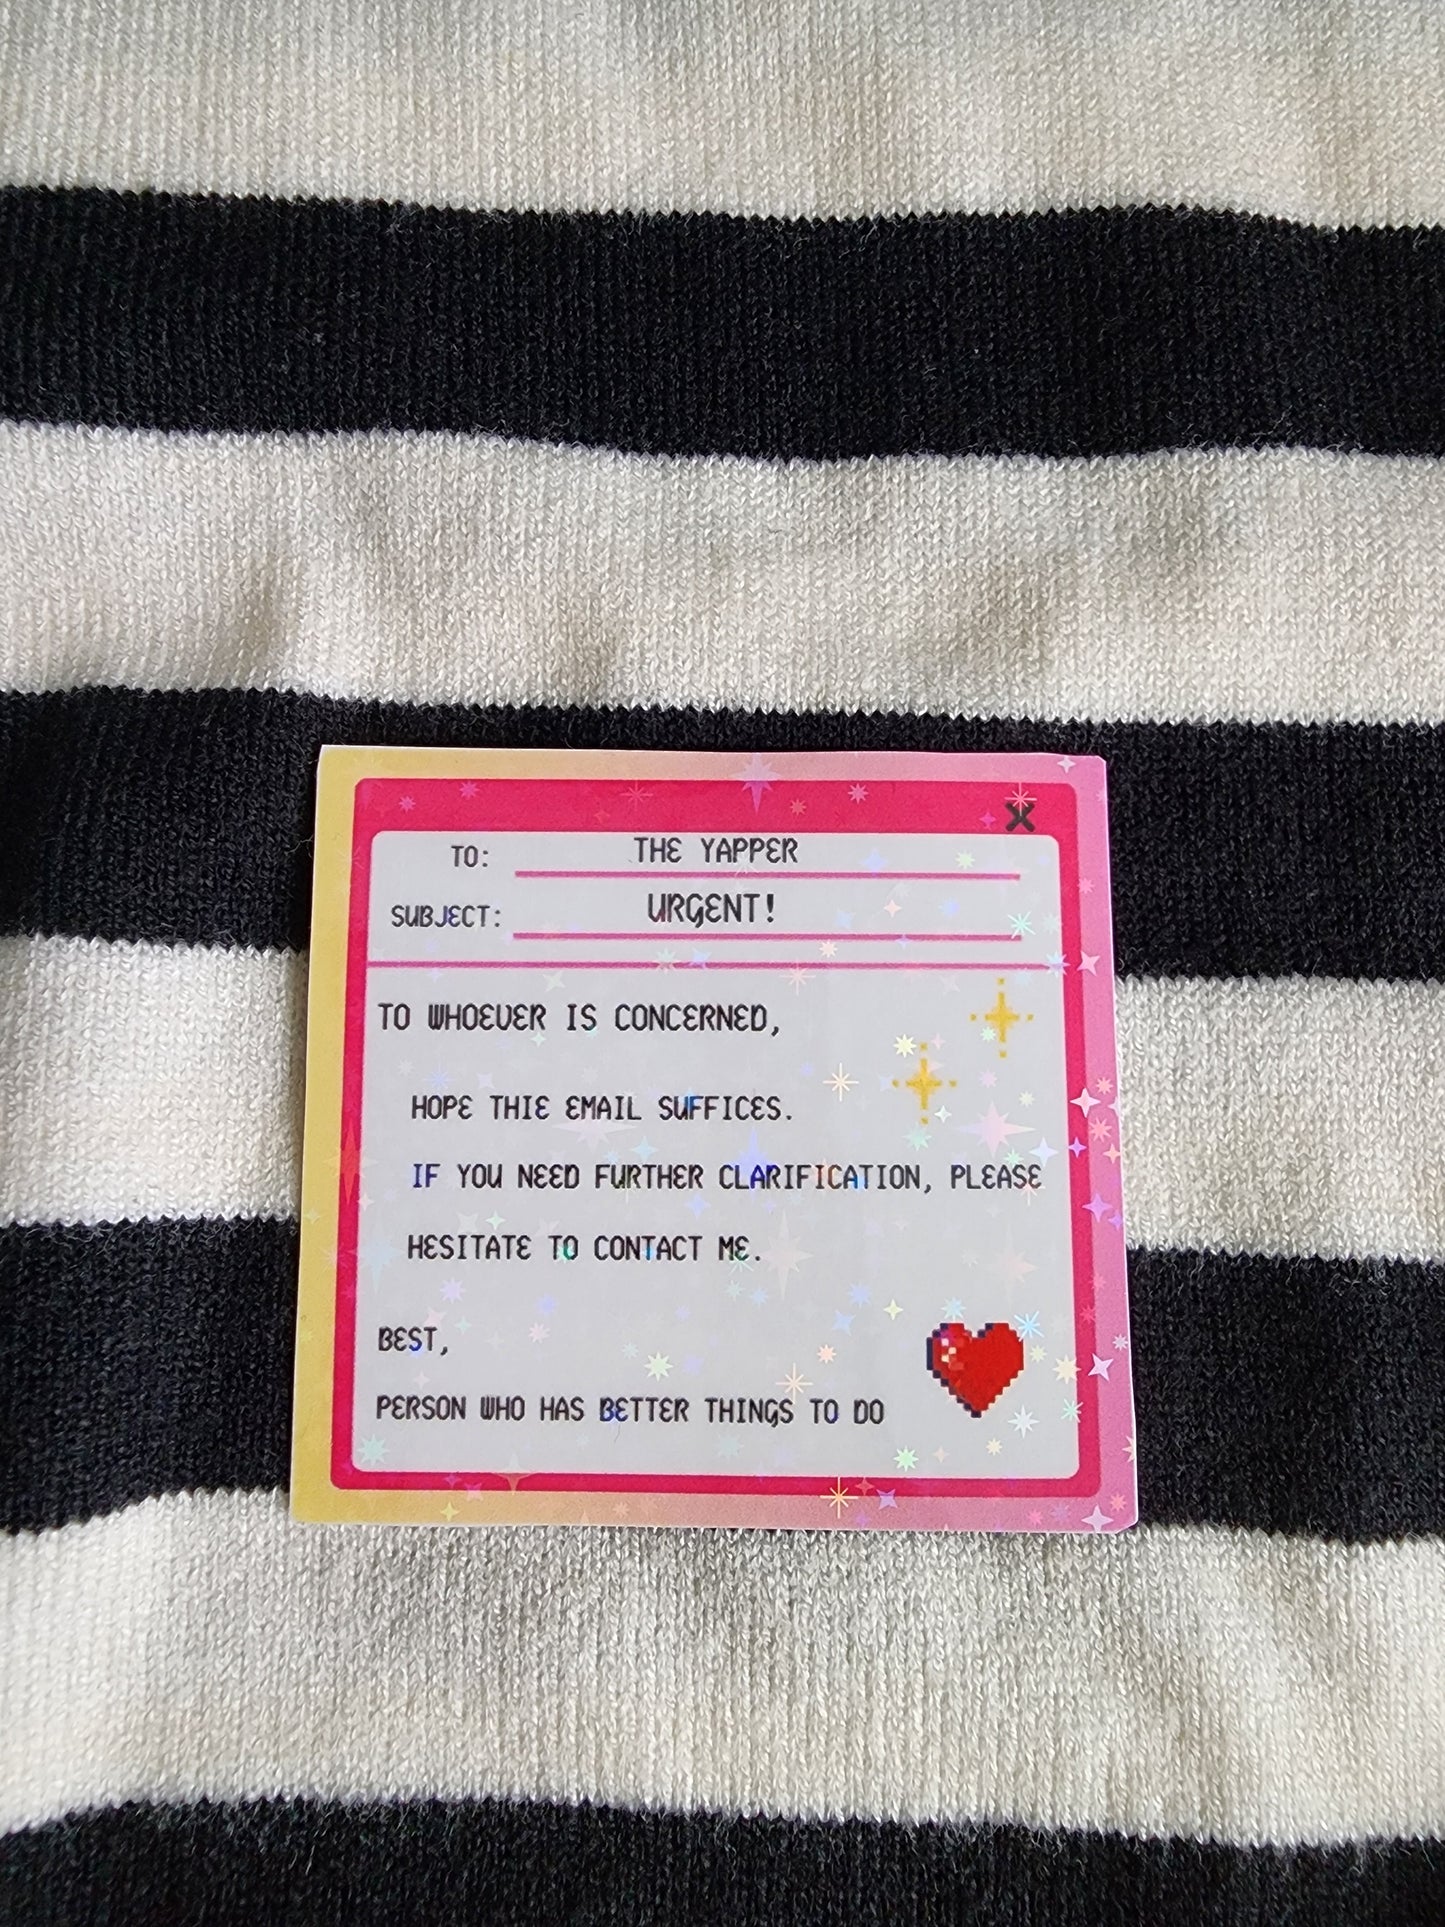 X
TO: THE YAPPER
SUBJECT: URGENT!
TO WHOEVER IS CONCERNED,
HOPE THIE EMAIL SUFFICES.
IF YOU NEED FURTHER CLARIFICATION, PLEASE
HESITATE TO CONTACT ME.
BEST,
PERSON WHO HAS BETTER THINGS TO DO